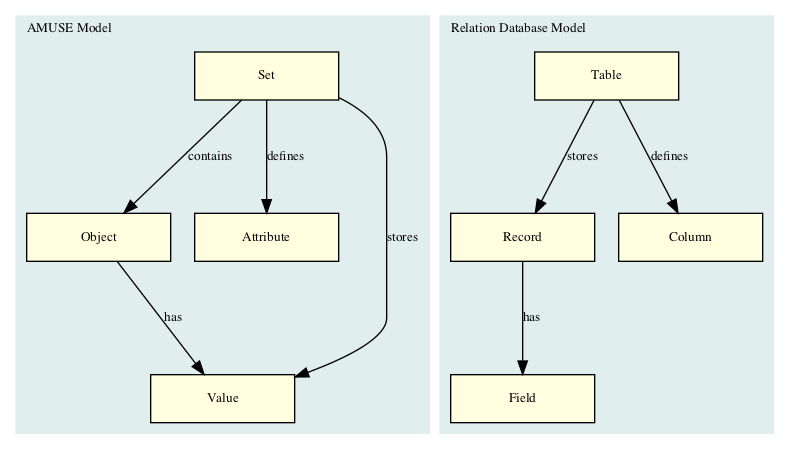 AMUSE Model
Set
contains
defines
Object
Attribute
stores
has
Value
Relation Database Model
Table
stores
defines
Record
Column
has
Field